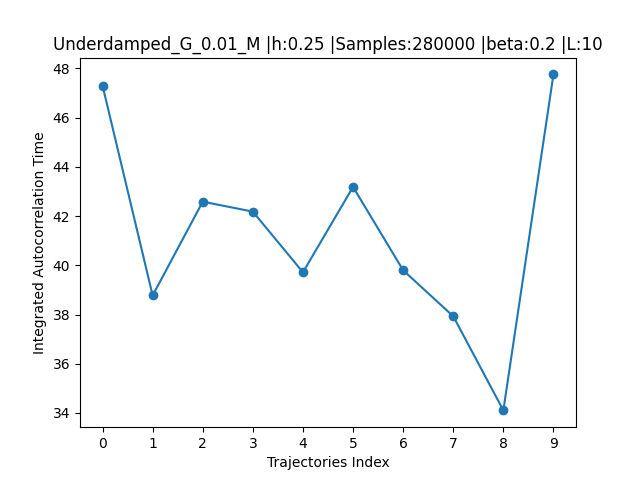 Underdamped_G_0.01_M |h:0.25 |Samples:280000 |beta:0.2 |L:10
48
46
44
42
40
38
36
34
Integrated Autocorrelation Time
0 1 2 3 4 5 6 7 8 9
Trajectories Index